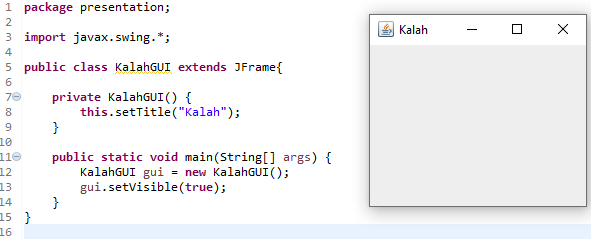 1 package presentation;
2
3 import javax.swing.*;
4
5 public class KalahGUI extends JFrame{
6
7 private KalahGUI() {
8 this.setTitle("Kalah");
9 }
10
11 public static void main(String[] args) {
12 KalahGUI gui = new KalahGUI();
13 gui.setVisible(true);
14 }
15 }
16
Kalah